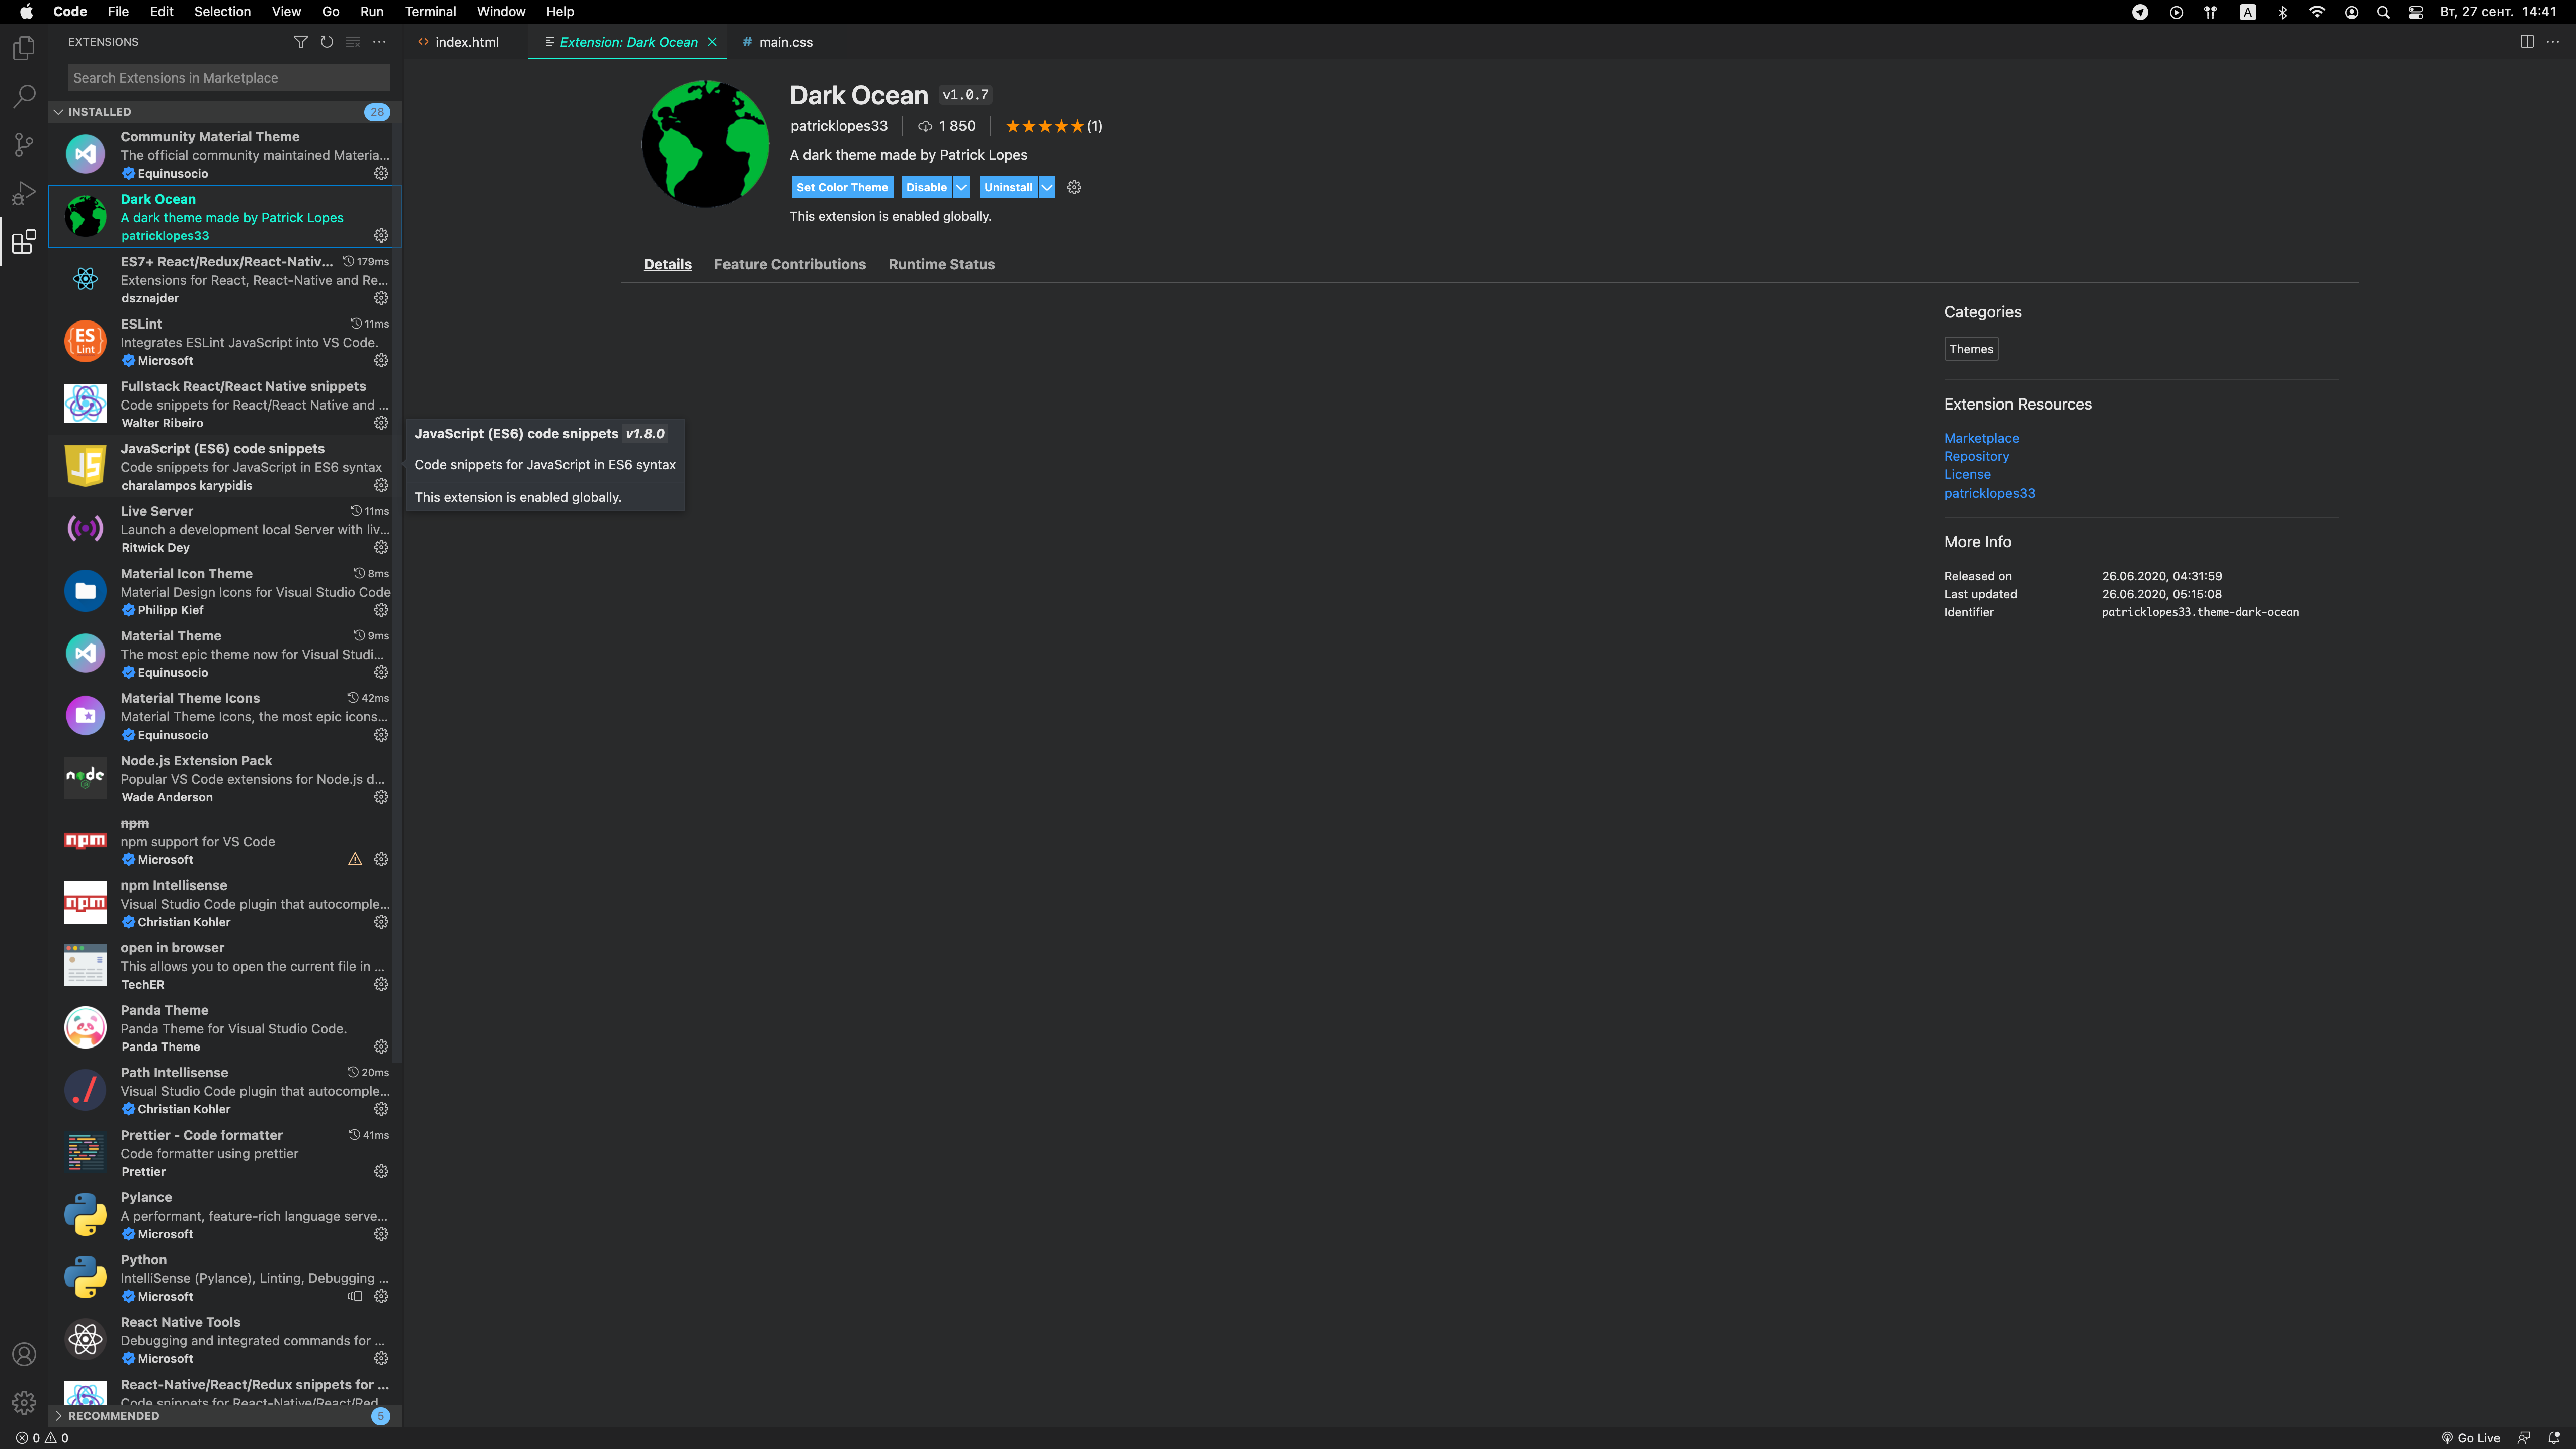 Code File Edit Selection View Go Run Terminal Window Help
A
Вт, 27 сент. 14:41
EXTENSIONS
Search Extensions in Marketplace
INSTALLED 28
Community Material Theme
The official community maintained Materia...
Equinusocio
Dark Ocean
A dark theme made by Patrick Lopes
patricklopes33
ES7+ React/Redux/React-Nativ... 179ms
Extensions for React, React-Native and Re...
dsznajder
ES
Lint
ESLint 11ms
Integrates ESLint JavaScript into VS Code.
Microsoft
Fullstack React/React Native snippets
Code snippets for React/React Native and ...
Walter Ribeiro
JS
JavaScript (ES6) code snippets
Code snippets for JavaScript in ES6 syntax
charalampos karypidis
Live Server 11ms
Launch a development local Server with liv...
Ritwick Dey
Material Icon Theme 8ms
Material Design Icons for Visual Studio Code
Philipp Kief
Material Theme 9ms
The most epic theme now for Visual Studi...
Equinusocio
Material Theme Icons 42ms
Material Theme Icons, the most epic icons...
Equinusocio
node
Node.js Extension Pack
Popular VS Code extensions for Node.js d...
Wade Anderson
npm
npm
npm support for VS Code
Microsoft
npm
npm Intellisense
Visual Studio Code plugin that autocomple...
Christian Kohler
open in browser
This allows you to open the current file in ...
TechER
Panda Theme
Panda Theme for Visual Studio Code.
Panda Theme
Path Intellisense 20ms
Visual Studio Code plugin that autocomple...
Christian Kohler
Prettier - Code formatter 41ms
Code formatter using prettier
Prettier
Pylance
A performant, feature-rich language serve...
Microsoft
Python
IntelliSense (Pylance), Linting, Debugging ...
Microsoft
React Native Tools
Debugging and integrated commands for ...
Microsoft
React-Native/React/Redux snippets for ...
Code snippets for React-Native/React/Red...
RECOMMENDED 5
index.html
Extension: Dark Ocean
# main.css
Dark Ocean v1.0.7
patricklopes33 1 850 (1)
A dark theme made by Patrick Lopes
Set Color Theme Disable Uninstall
This extension is enabled globally.
Details Feature Contributions Runtime Status
JavaScript (ES6) code snippets v1.8.0
Code snippets for JavaScript in ES6 syntax
This extension is enabled globally.
Categories
Themes
Extension Resources
Marketplace
Repository
License
patricklopes33
More Info
Released on 26.06.2020, 04:31:59
Last updated 26.06.2020, 05:15:08
Identifier patricklopes33.theme-dark-ocean
0 0
Go Live